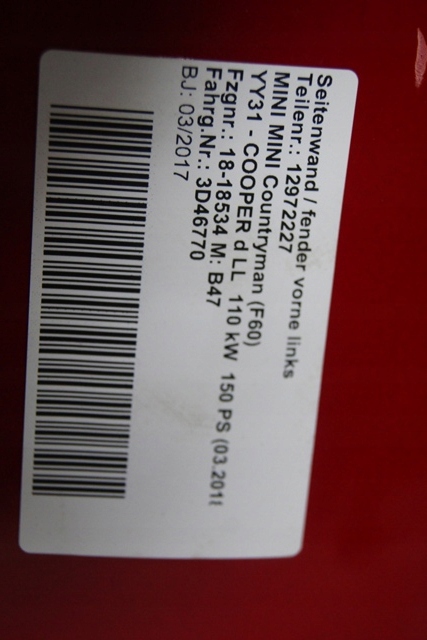 Seitenwand / fender vorne links
Teilenr.: 12972227
MINI MINI Countryman (F60)
YY31 - COOPER d LL 110 kW 150 PS (03.201
Fzgnr.: 18-18534 M: B47
Fahrg.Nr.: 3D46770
BJ: 03/2017